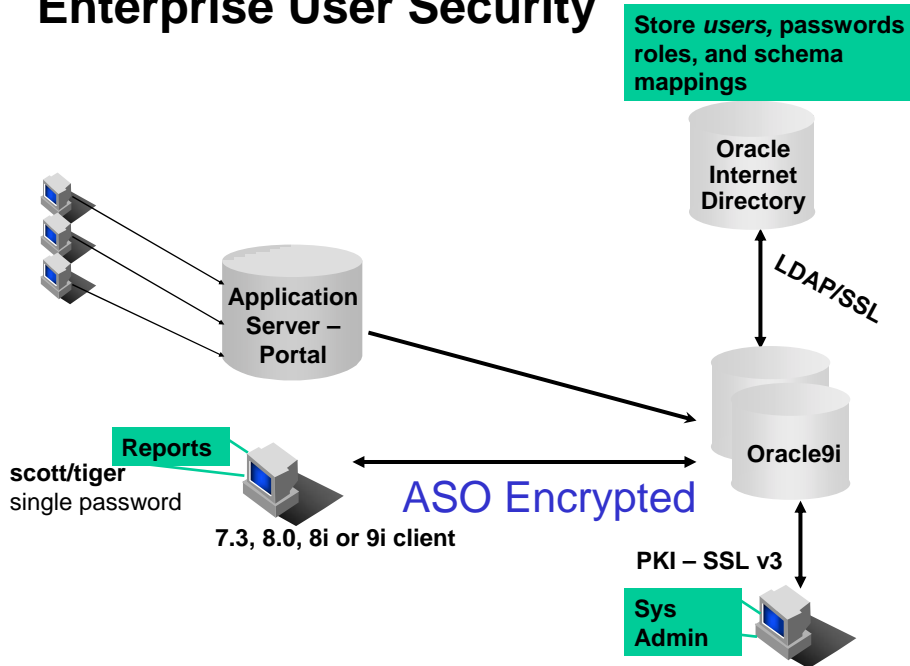 Enterprise User Security
Store users, passwords
roles, and schema
mappings
Oracle
Internet
Directory
LDAP/SSL
Application
Server –
Portal
Oracle9i
Reports
scott/tiger
single password
ASO Encrypted
7.3, 8.0, 8i or 9i client
PKI – SSL v3
Sys
Admin